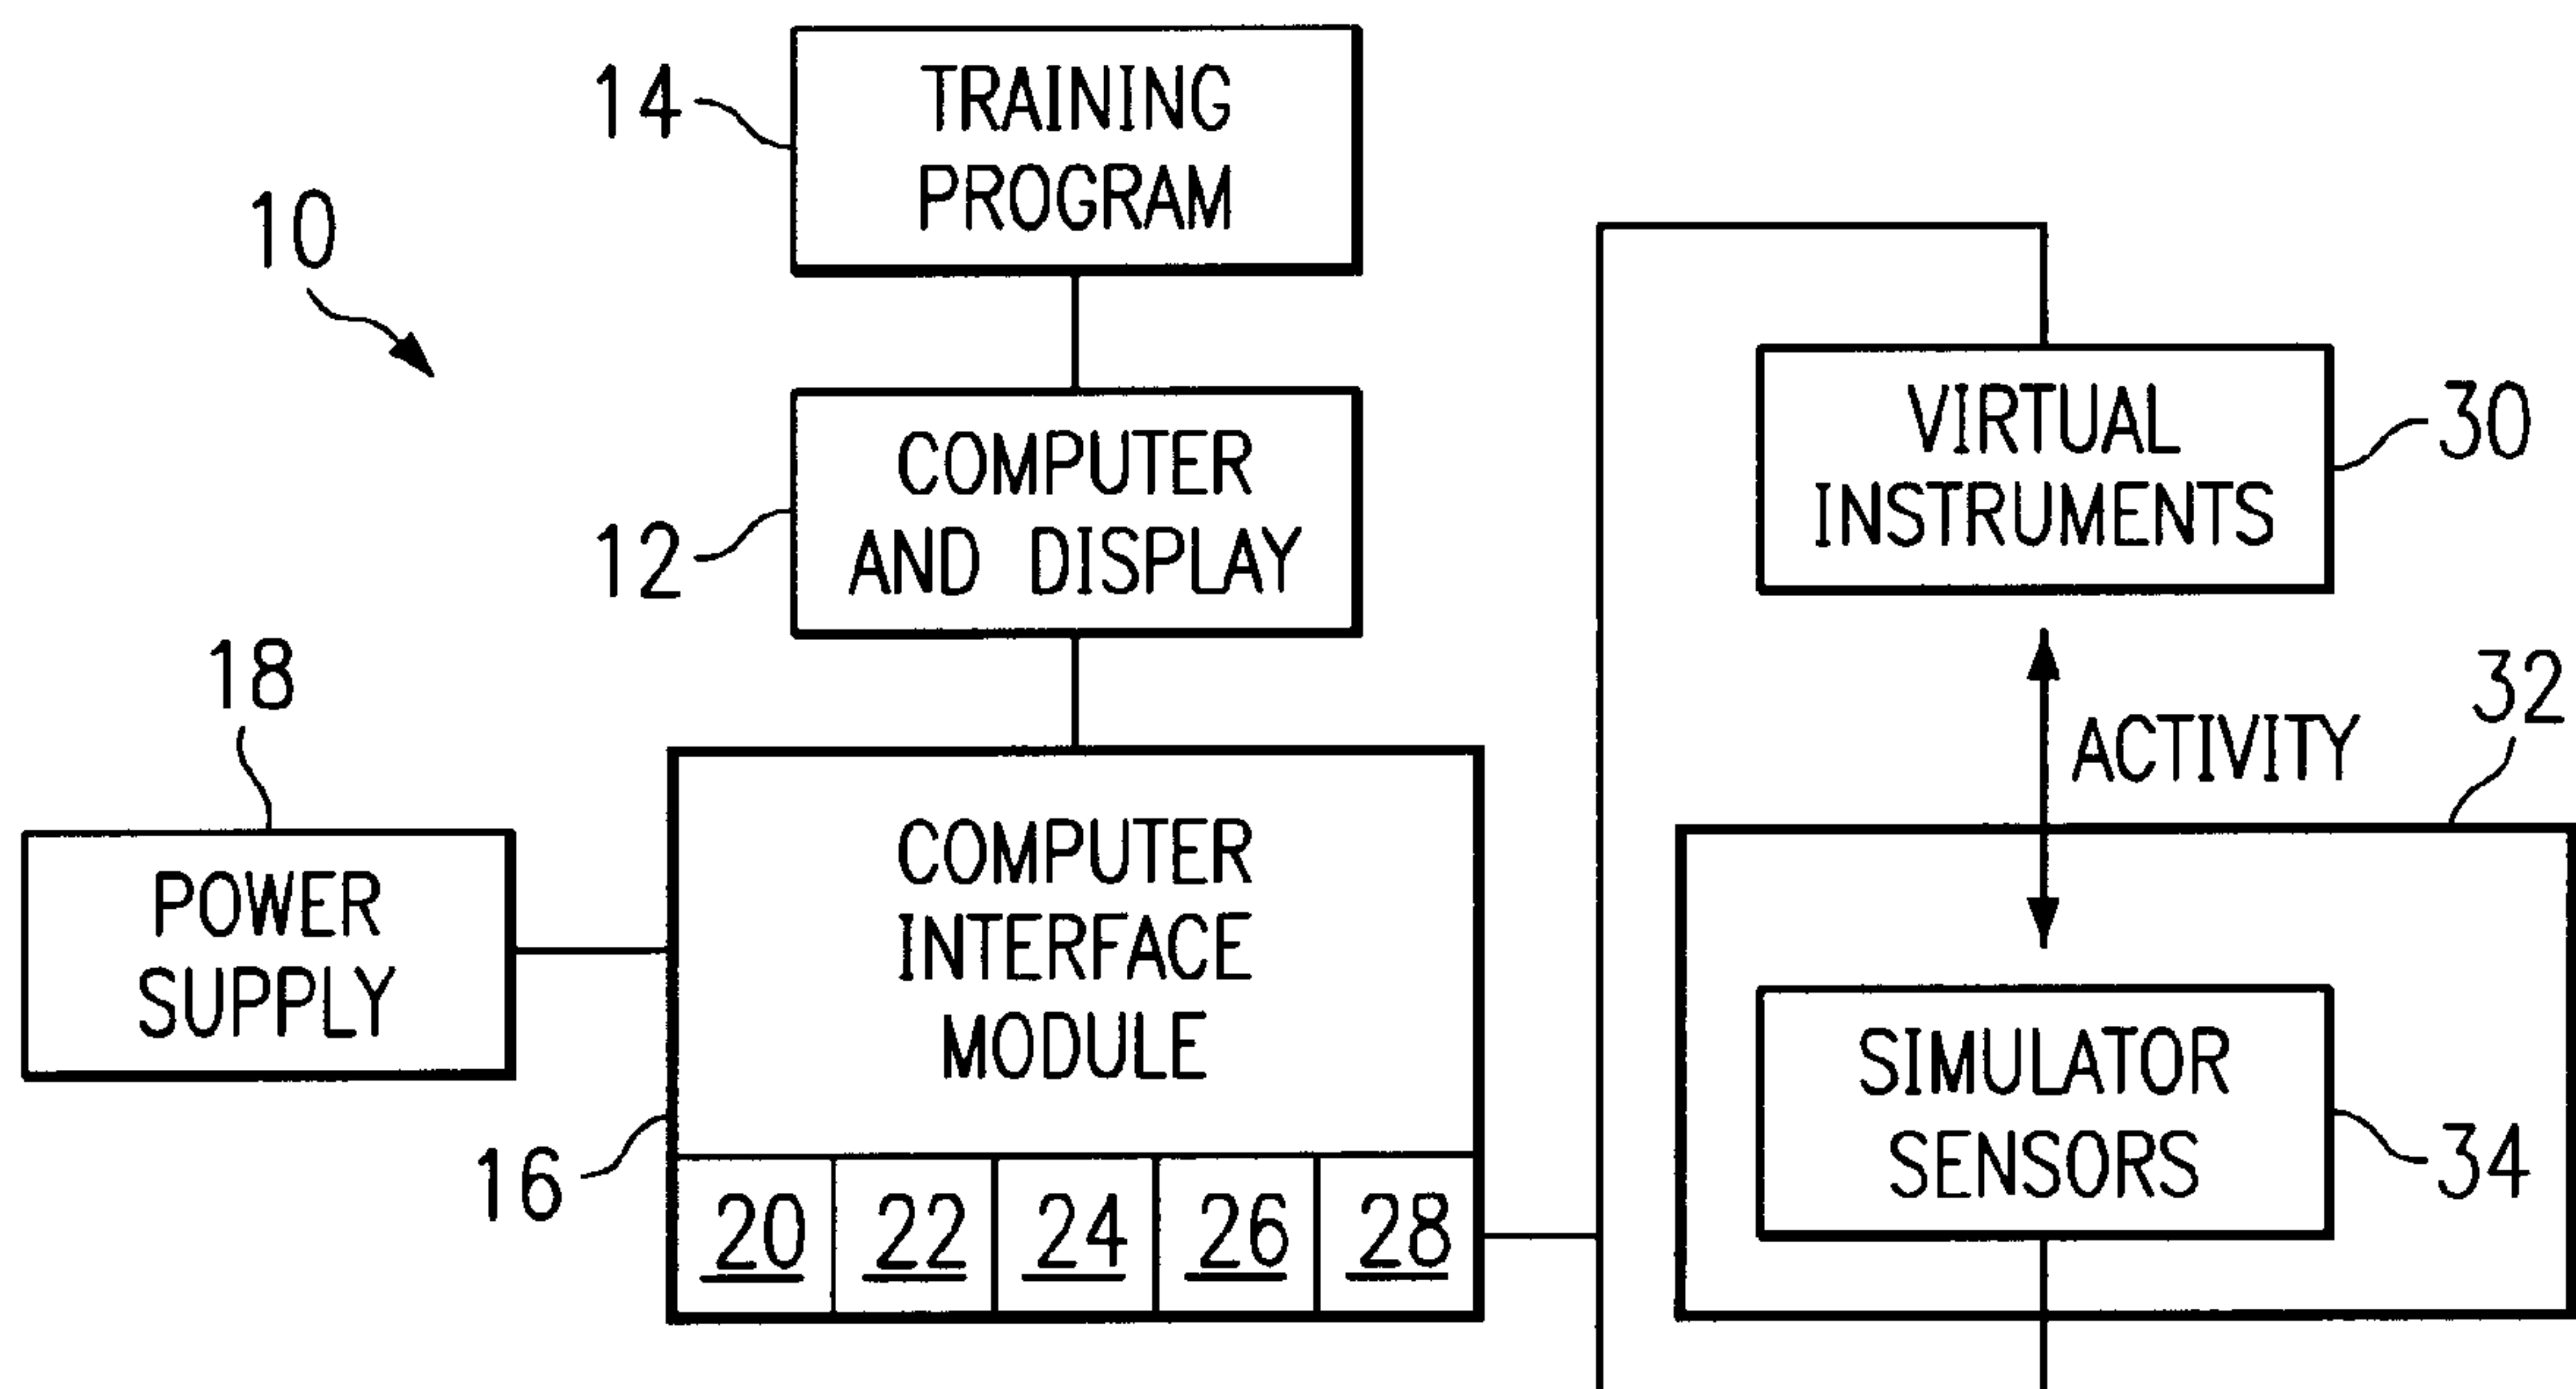 14
TRAINING
PROGRAM
10
12
COMPUTER
AND DISPLAY
VIRTUAL
INSTRUMENTS
30
18
POWER
SUPPLY
COMPUTER
INTERFACE
MODULE
16
20 22 24 26 28
ACTIVITY
32
SIMULATOR
SENSORS
34